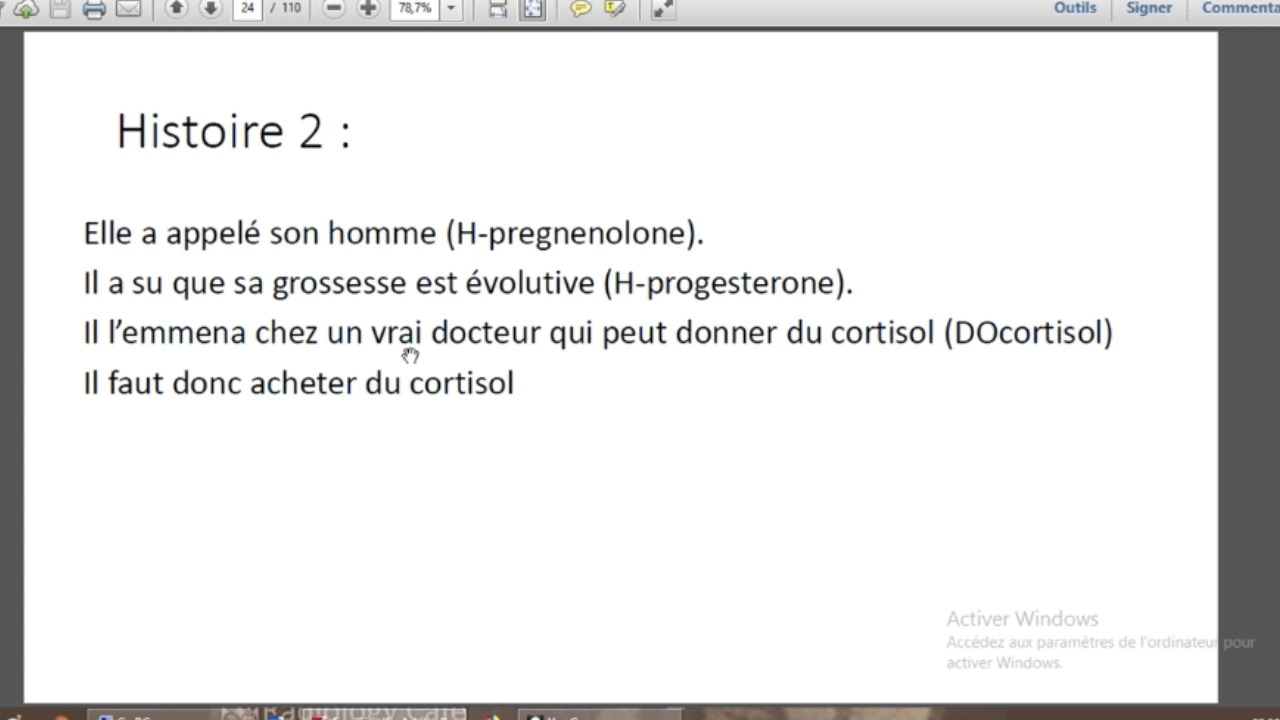 24 / 110
78,7%
Outils
Signer
Commenta
Histoire 2 :
Elle a appelé son homme (H-pregnenolone).
Il a su que sa grossesse est évolutive (H-progesterone).
Il l’emmena chez un vrai docteur qui peut donner du cortisol (DOcortisol)
Il faut donc acheter du cortisol
Activer Windows
Accédez aux paramètres de l'ordinateur pour
activer Windows.